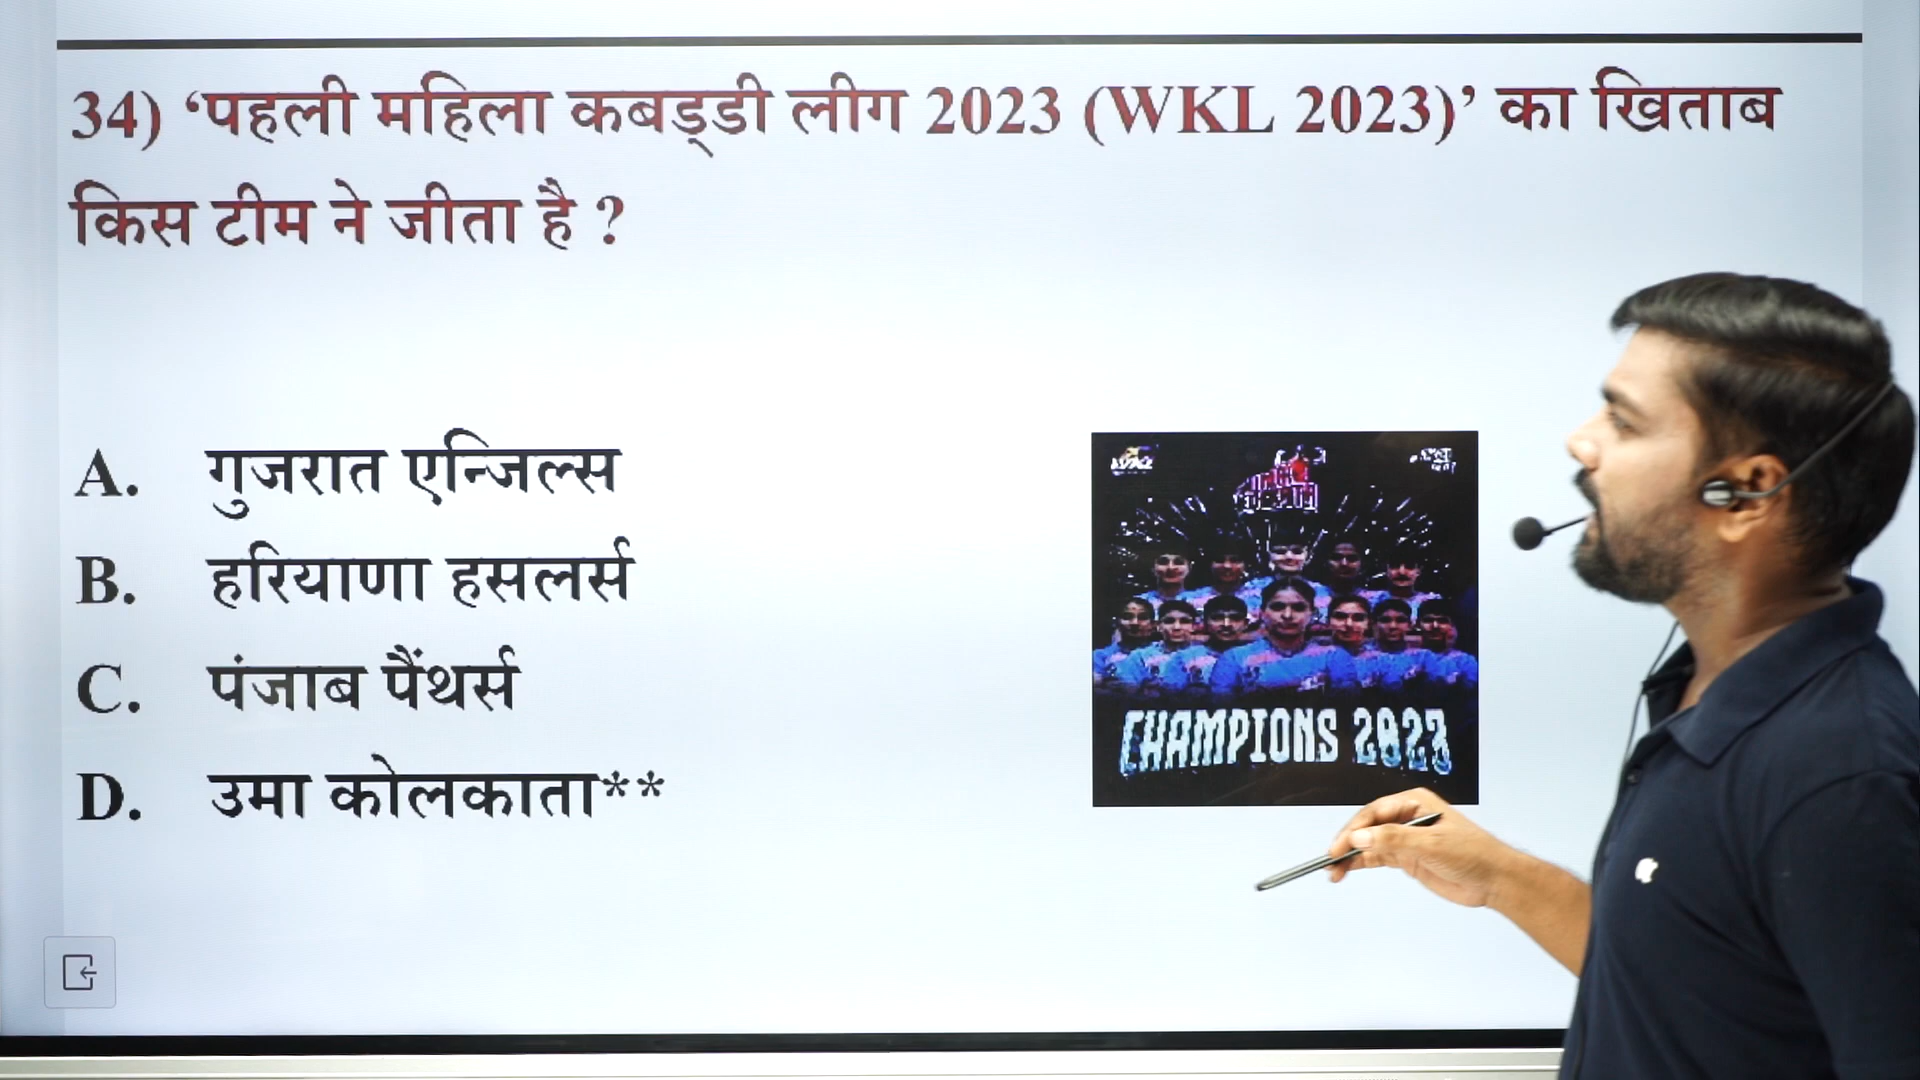 34) ‘पहली महिला कबड्डी लीग 2023 (WKL 2023)’ का खिताब
किस टीम ने जीता है ?
A. गुजरात एन्जिल्स
B. हरियाणा हसलर्स
C. पंजाब पैंथर्स
D. उमा कोलकाता**
CHAMPIONS 2023